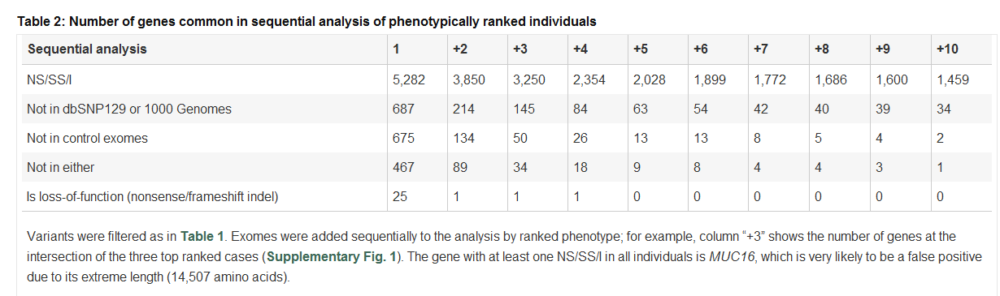 Table 2: Number of genes common in sequential analysis of phenotypically ranked individuals
Sequential analysis 1 +2 +3 +4 +5 +6 +7 +8 +9 +10
NS/SS/I 5,282 3,850 3,250 2,354 2,028 1,899 1,772 1,686 1,600 1,459
Not in dbSNP129 or 1000 Genomes 687 214 145 84 63 54 42 40 39 34
Not in control exomes 675 134 50 26 13 13 8 5 4 2
Not in either 467 89 34 18 9 8 4 4 3 1
Is loss-of-function (nonsense/frameshift indel) 25 1 1 1 0 0 0 0 0 0
Variants were filtered as in Table 1. Exomes were added sequentially to the analysis by ranked phenotype; for example, column “+3” shows the number of genes at the
intersection of the three top ranked cases (Supplementary Fig. 1). The gene with at least one NS/SS/I in all individuals is MUC16, which is very likely to be a false positive
due to its extreme length (14,507 amino acids).